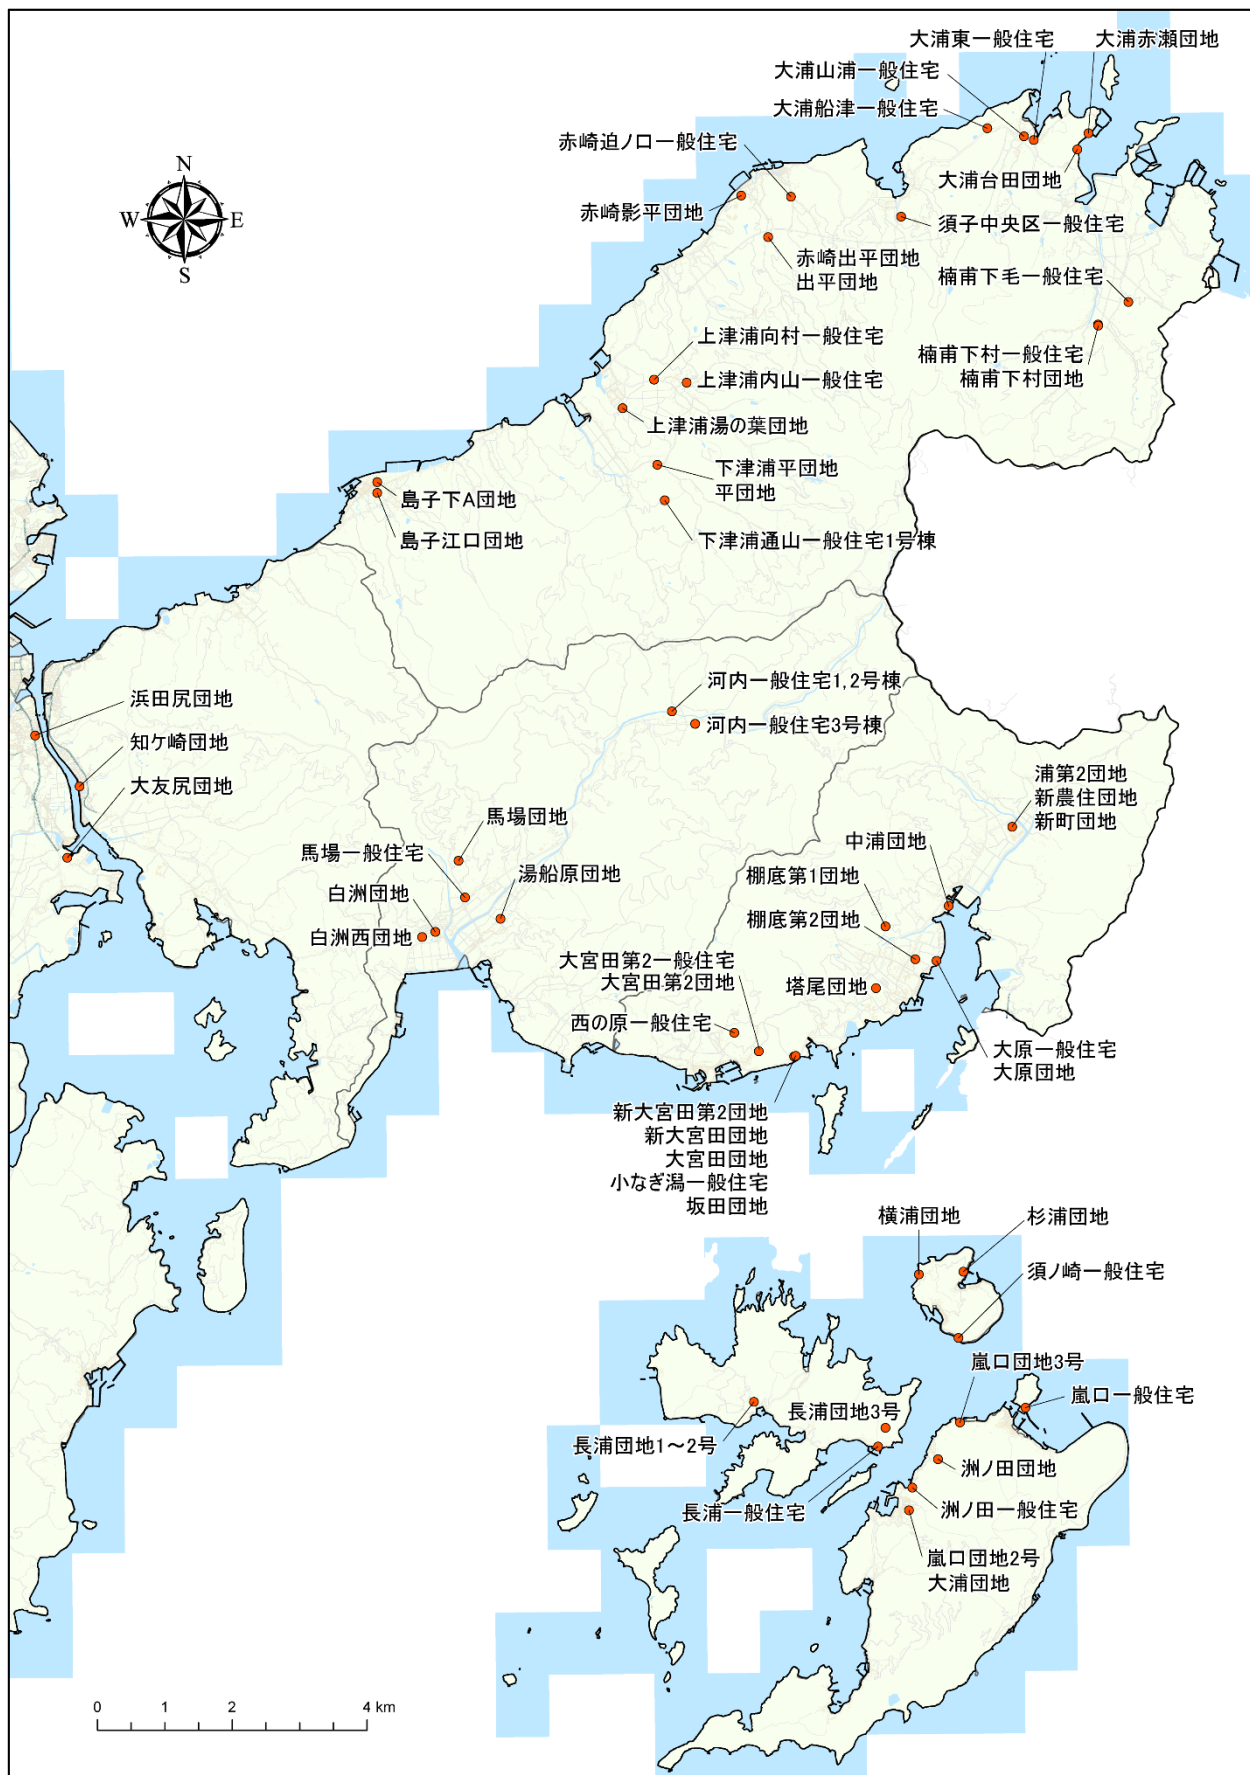 大浦東一般住宅
大浦赤瀬団地
大浦山浦一般住宅
大浦船津一般住宅
赤崎迫ノ口一般住宅
大浦台田団地
赤崎影平団地
須子中央区一般住宅
赤崎出平団地
出平団地
楠甫下毛一般住宅
上津浦向村一般住宅
楠甫下村一般住宅
楠甫下村団地
上津浦内山一般住宅
上津浦湯の葉団地
下津浦平団地
平団地
島子下A団地
島子江口団地
下津浦通山一般住宅1号棟
N
W
E
S
河内一般住宅1,2号棟
河内一般住宅3号棟
浜田尻団地
知ケ崎団地
大友尻団地
浦第2団地
新農住団地
新町団地
馬場団地
中浦団地
馬場一般住宅
湯船原団地
棚底第1団地
白洲団地
棚底第2団地
白洲西団地
大宮田第2一般住宅
大宮田第2団地
塔尾団地
西の原一般住宅
大原一般住宅
大原団地
新大宮田第2団地
新大宮田団地
大宮田団地
小なぎ潟一般住宅
坂田団地
横浦団地
杉浦団地
須ノ崎一般住宅
嵐口団地3号
嵐口一般住宅
長浦団地3号
長浦団地1～2号
洲ノ田団地
長浦一般住宅
洲ノ田一般住宅
嵐口団地2号
大浦団地
0 1 2 4 km